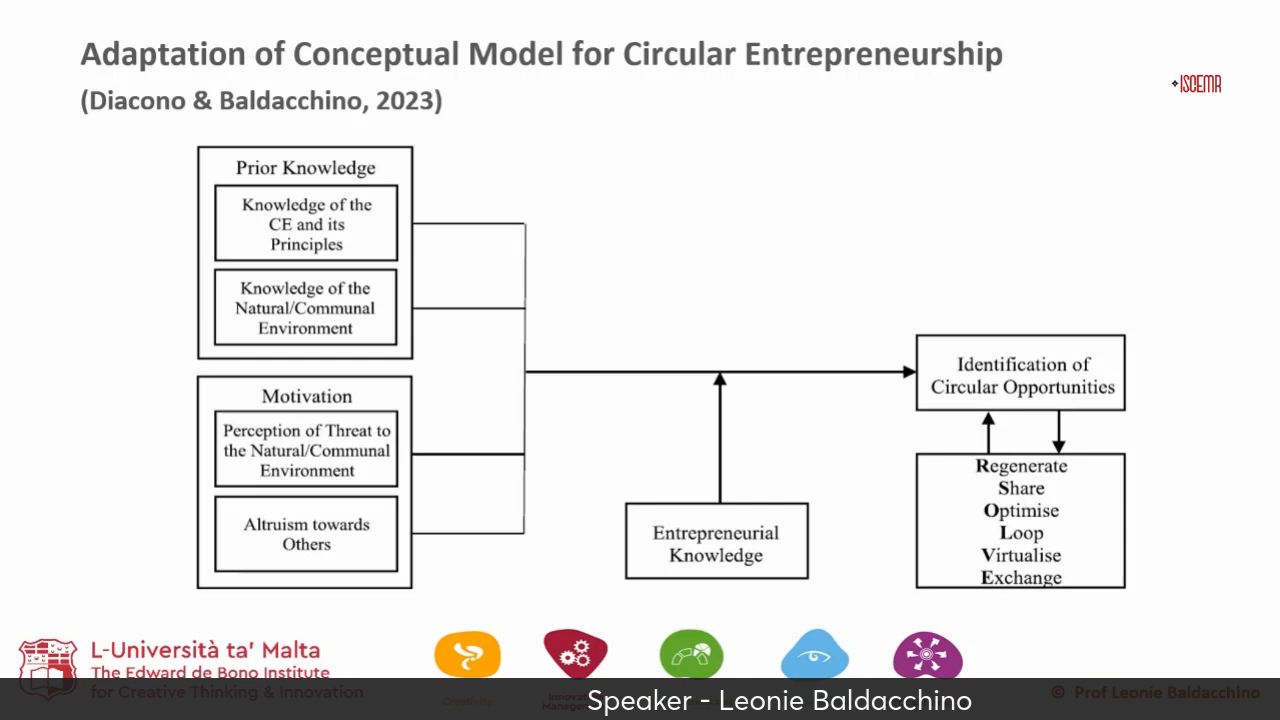 Adaptation of Conceptual Model for Circular Entrepreneurship
(Diacono & Baldacchino, 2023)
ISCEMR
Prior Knowledge
Knowledge of the
CE and its
Principles
Knowledge of the
Natural/Communal
Environment
Motivation
Perception of Threat to
the Natural/Communal
Environment
Altruism towards
Others
Entrepreneurial
Knowledge
Identification of
Circular Opportunities
Regenerate
Share
Optimise
Loop
Virtualise
Exchange
L-Università ta' Malta
The Edward de Bono Institute
for Creative Thinking & Innovation
Creativity
Speaker - Leonie Baldacchino
© Prof Leonie Baldacchino